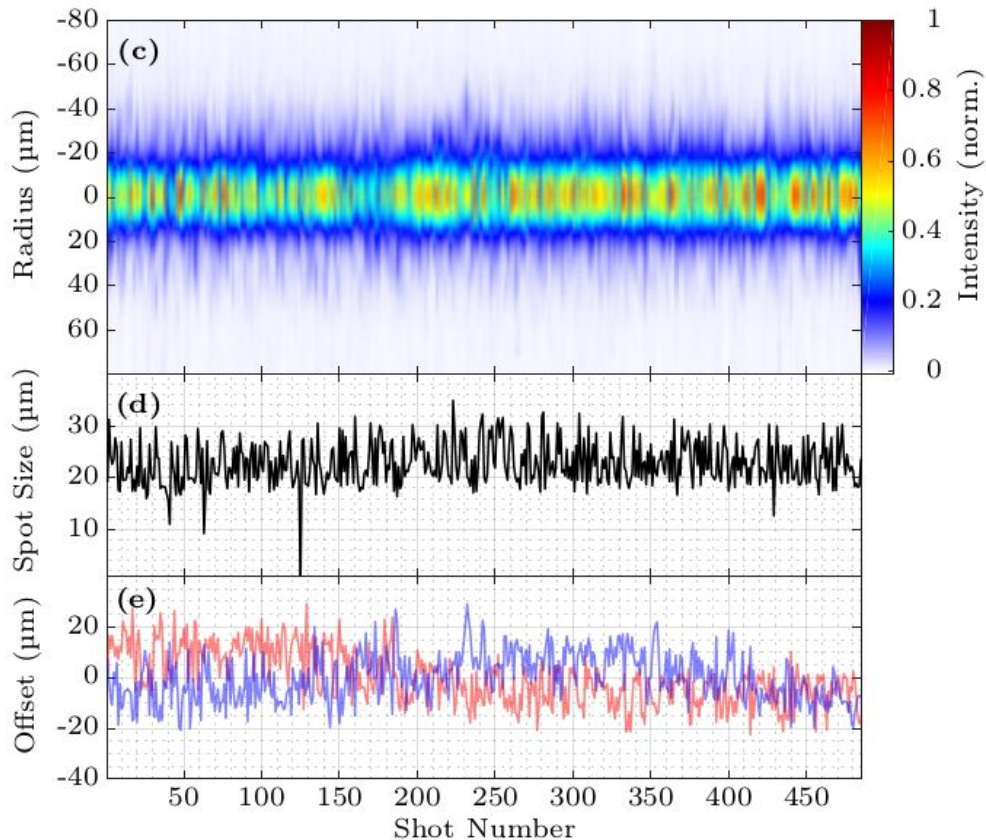 (c)
Radius (µm)
-80
-60
-40
-20
0
20
40
60
Intensity (norm.)
1
0.8
0.6
0.4
0.2
0
(d)
Spot Size (µm)
30
20
10
(e)
Offset (µm)
20
0
-20
-40
50 100 150 200 250 300 350 400 450
Shot Number